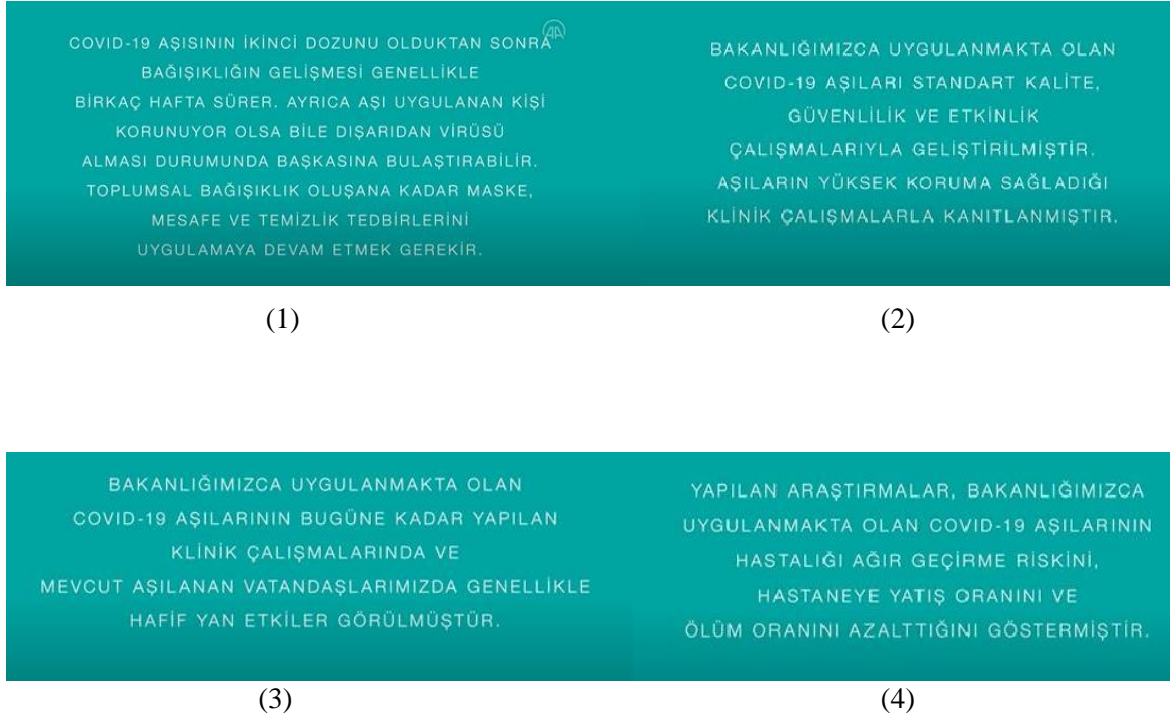 AA
COVID-19 AŞISININ İKİNCİ DOZUNU OLDUKTAN SONRA
BAĞIŞIKLIĞIN GELİŞMESİ GENELLİKLE
BİRKAÇ HAFTA SÜRER. AYRICA AŞI UYGULANAN KİŞİ
KORUNUYOR OLSA BİLE DIŞARIDAN VİRÜSÜ
ALMASI DURUMUNDA BAŞKASINA BULAŞTIRABİLİR.
TOPLUMSAL BAĞIŞIKLIK OLUŞANA KADAR MASKE,
MESAFE VE TEMİZLİK TEDBİRLERİNİ
UYGULAMAYA DEVAM ETMEK GEREKİR.
(1)
BAKANLIĞIMIZCA UYGULANMAKTA OLAN
COVID-19 AŞILARI STANDART KALİTE,
GÜVENLİLİK VE ETKİNLİK
ÇALIŞMALARIYLA GELİŞTİRİLMİŞTİR.
AŞILARIN YÜKSEK KORUMA SAĞLADIĞI
KLİNİK ÇALIŞMALARLA KANITLANMIŞTIR.
(2)
BAKANLIĞIMIZCA UYGULANMAKTA OLAN
COVID-19 AŞILARININ BUGÜNE KADAR YAPILAN
KLİNİK ÇALIŞMALARINDA VE
MEVCUT AŞILANAN VATANDAŞLARIMIZDA GENELLİKLE
HAFİF YAN ETKİLER GÖRÜLMÜŞTÜR.
(3)
YAPILAN ARAŞTIRMALAR, BAKANLIĞIMIZCA
UYGULANMAKTA OLAN COVID-19 AŞILARININ
HASTALIĞI AĞIR GEÇİRME RİSKİNİ,
HASTANEYE YATIŞ ORANINI VE
ÖLÜM ORANINI AZALTTIĞINI GÖSTERMİŞTİR.
(4)